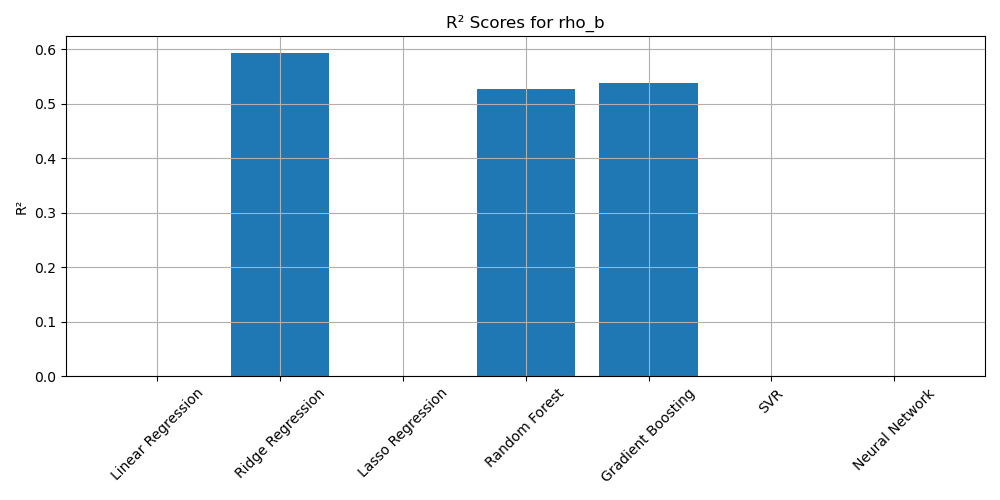 R² Scores for rho_b
R²
0.6
0.5
0.4
0.3
0.2
0.1
0.0
Linear Regression
Ridge Regression
Lasso Regression
Random Forest
Gradient Boosting
SVR
Neural Network